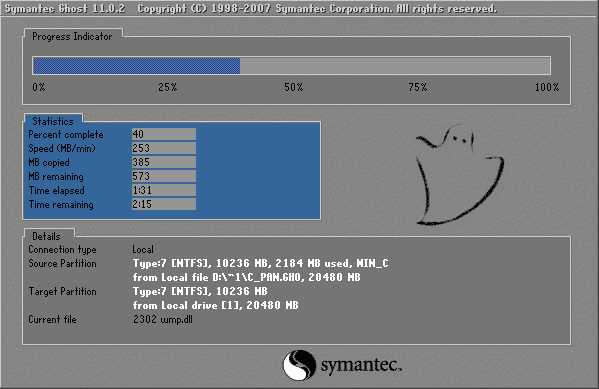 Symantec Ghost 11.0.2 Copyright (C) 1998-2007 Symantec Corporation. All rights reserved.
Progress Indicator
0% 25% 50% 75% 100%
Statistics
Percent complete 40
Speed (MB/min) 253
MB copied 385
MB remaining 573
Time elapsed 1:31
Time remaining 2:15
Details
Connection type Local
Source Partition Type:7 [NTFS], 10236 MB, 2184 MB used, WIN_C
from Local file D:\~1\C_PAN.GHO, 20480 MB
Target Partition Type:7 [NTFS], 10236 MB
from Local drive [1], 20480 MB
Current file 2302 wmp.dll
symantec™